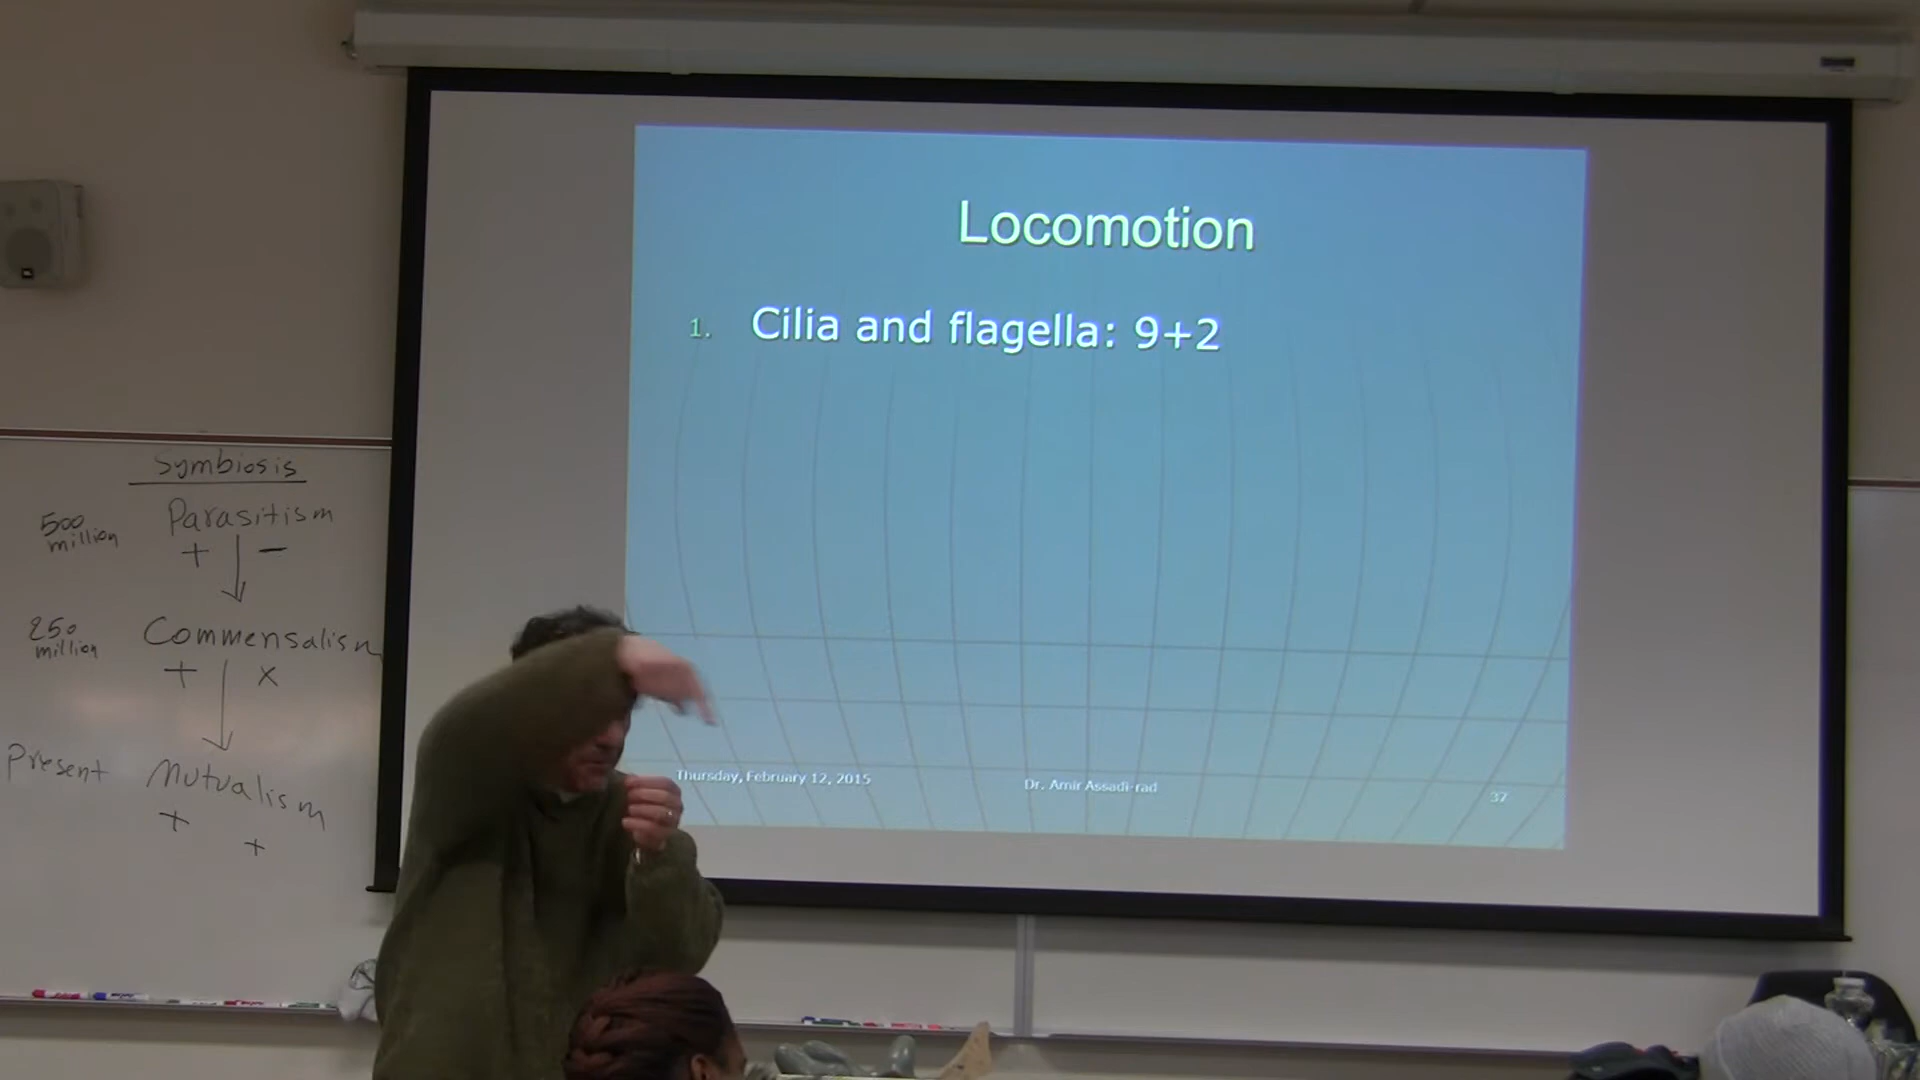 Locomotion
1. Cilia and flagella: 9+2
Thursday, February 12, 2015
Dr. Amir Assadi-rad
37
Symbiosis
500 million
Parasitism
+ -
250 million
Commensalism
+ x
Present
Mutualism
+ +